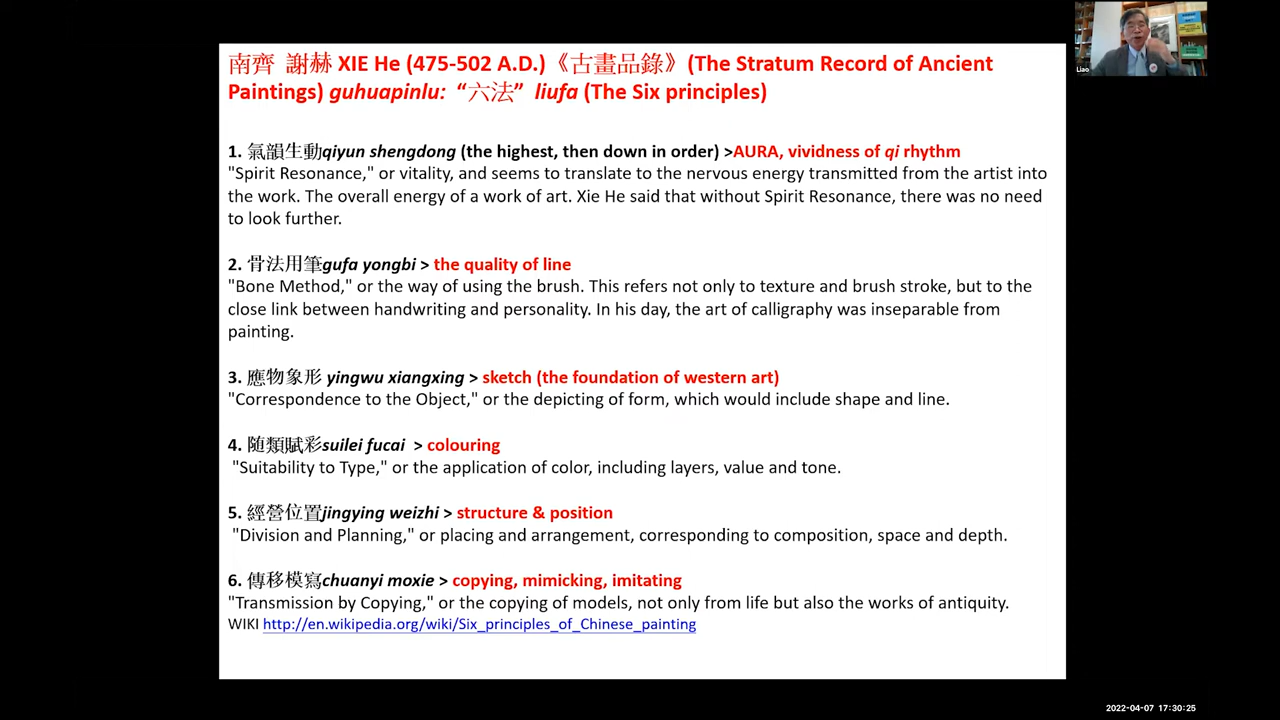 南齊 謝赫 XIE He (475-502 A.D.)《古畫品錄》(The Stratum Record of Ancient
Paintings) guhuapinlu: “六法” liufa (The Six principles)
1. 氣韻生動qiyun shengdong (the highest, then down in order) >AURA, vividness of qi rhythm
"Spirit Resonance," or vitality, and seems to translate to the nervous energy transmitted from the artist into
the work. The overall energy of a work of art. Xie He said that without Spirit Resonance, there was no need
to look further.
2. 骨法用筆gufa yongbi > the quality of line
"Bone Method," or the way of using the brush. This refers not only to texture and brush stroke, but to the
close link between handwriting and personality. In his day, the art of calligraphy was inseparable from
painting.
3. 應物象形 yingwu xiangxing > sketch (the foundation of western art)
"Correspondence to the Object," or the depicting of form, which would include shape and line.
4. 随類賦彩suilei fucai > colouring
"Suitability to Type," or the application of color, including layers, value and tone.
5. 經營位置jingying weizhi > structure & position
"Division and Planning," or placing and arrangement, corresponding to composition, space and depth.
6. 傳移模寫chuanyi moxie > copying, mimicking, imitating
"Transmission by Copying," or the copying of models, not only from life but also the works of antiquity.
WIKI http://en.wikipedia.org/wiki/Six_principles_of_Chinese_painting
Liao
2022-04-07 17:30:25